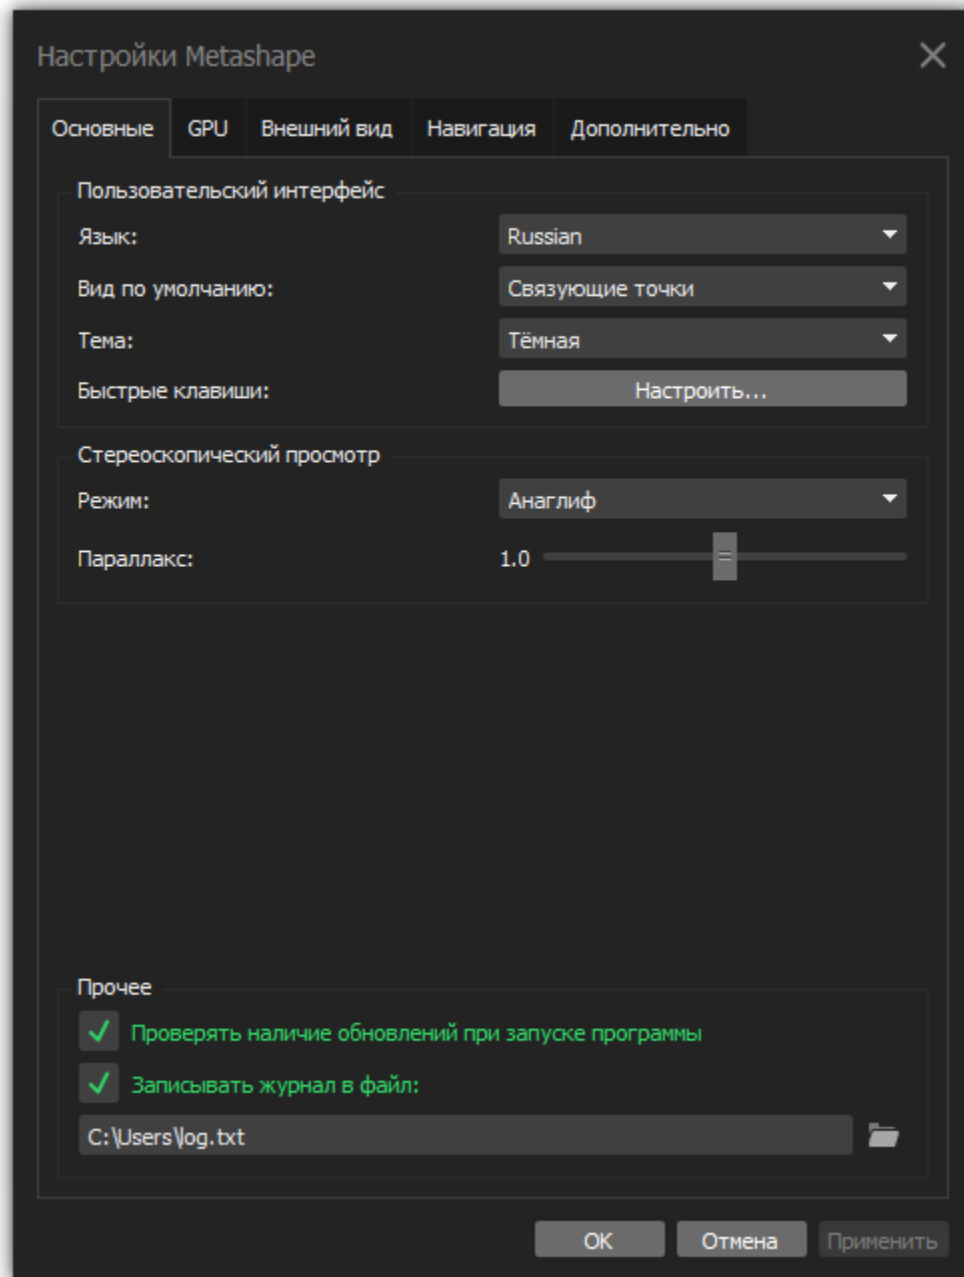 Настройки Metashape
Основные GPU Внешний вид Навигация Дополнительно
Пользовательский интерфейс
Язык: Russian
Вид по умолчанию: Связующие точки
Тема: Тёмная
Быстрые клавиши: Настроить...
Стереоскопический просмотр
Режим: Анаглиф
Параллакс: 1.0
Прочее
Проверять наличие обновлений при запуске программы
Записывать журнал в файл:
C:\Users\log.txt
OK Отмена Применить